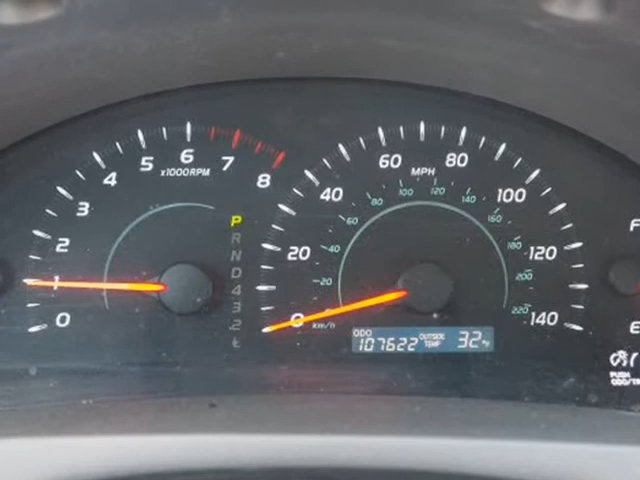 0
1
2
3
4
5
6
7
8
x1000RPM
P
R
N
D
4
3
2
L
0
20
40
60
80
100
120
140
MPH
20
40
60
80
100
120
140
160
180
200
220
km/h
ODO
107622
OUTSIDE
TEMP
32°F
F
E
PUSH
ODO/TR